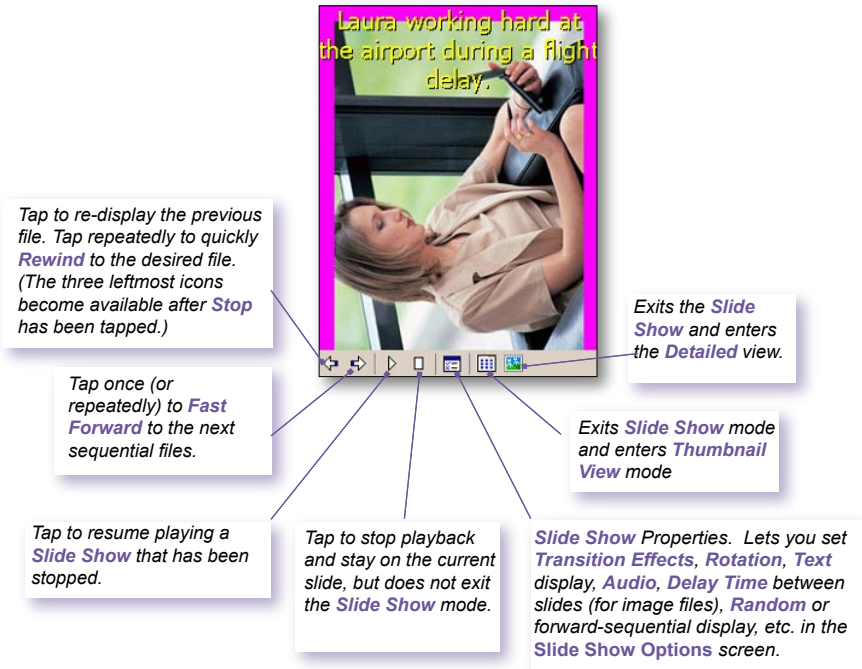 Laura working hard at
the airport during a flight
delay.
Tap to re-display the previous
file. Tap repeatedly to quickly
Rewind to the desired file.
(The three leftmost icons
become available after Stop
has been tapped.)
Exits the Slide
Show and enters
the Detailed view.
Tap once (or
repeatedly) to Fast
Forward to the next
sequential files.
Exits Slide Show mode
and enters Thumbnail
View mode
Tap to resume playing a
Slide Show that has been
stopped.
Tap to stop playback
and stay on the current
slide, but does not exit
the Slide Show mode.
Slide Show Properties. Lets you set
Transition Effects, Rotation, Text
display, Audio, Delay Time between
slides (for image files), Random or
forward-sequential display, etc. in the
Slide Show Options screen.